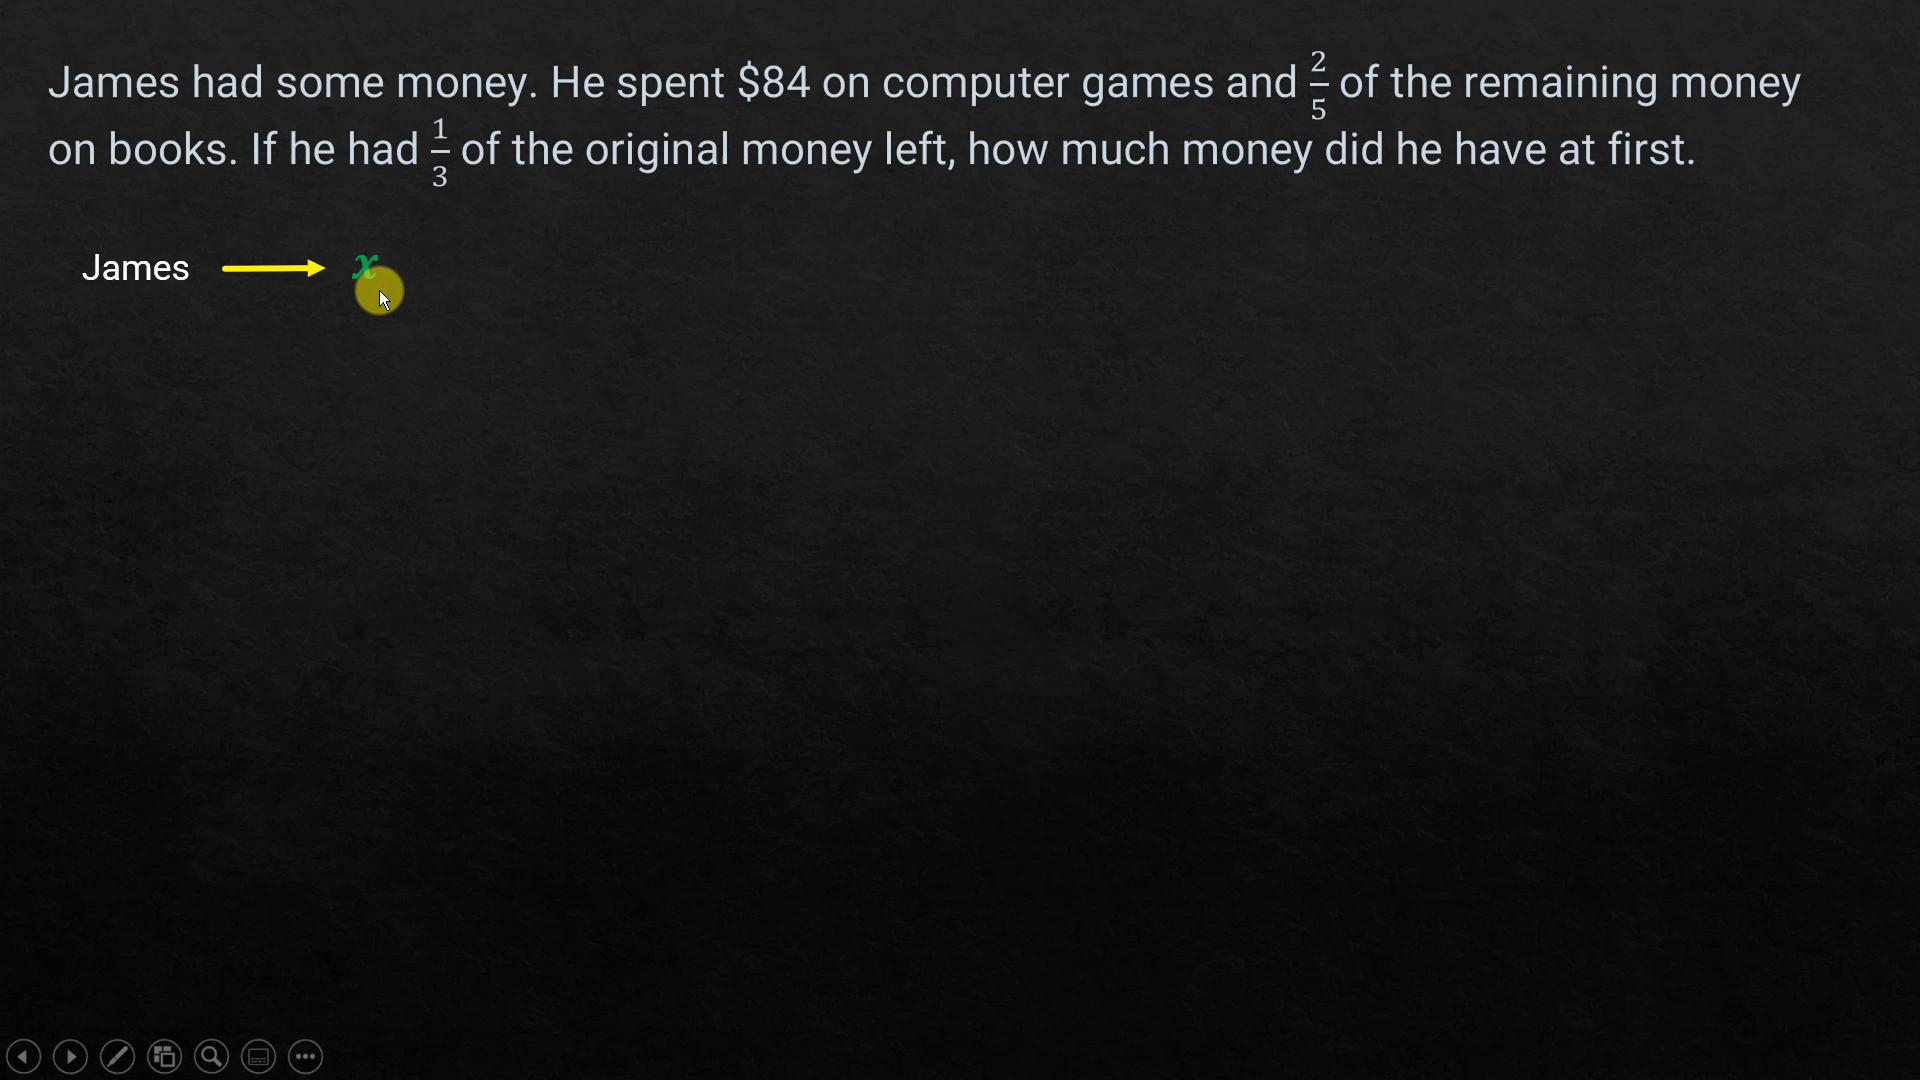 James had some money. He spent $84 on computer games and 2/5 of the remaining money
on books. If he had 1/3 of the original money left, how much money did he have at first.
James x